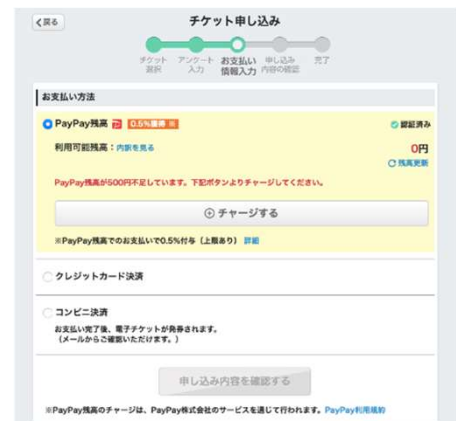 戻る
チケット申し込み
チケット
選択
アンケート
入力
お支払い
情報入力
申し込み
内容の確認
完了
お支払い方法
PayPay残高 0.5%獲得 ※
認証済み
利用可能残高：内訳を見る
0円
残高更新
PayPay残高が500円不足しています。下記ボタンよりチャージしてください。
チャージする
※PayPay残高でのお支払いで0.5%付与（上限あり） 詳細
クレジットカード決済
コンビニ決済
お支払い完了後、電子チケットが発券されます。
（メールからご確認いただけます。）
申し込み内容を確認する
※PayPay残高のチャージは、PayPay株式会社のサービスを通じて行われます。PayPay利用規約